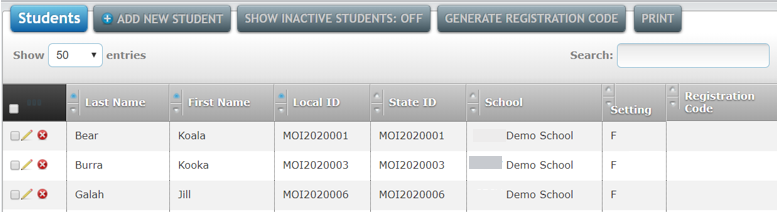 Students ADD NEW STUDENT SHOW INACTIVE STUDENTS: OFF GENERATE REGISTRATION CODE PRINT
Show 50 entries Search:
Last Name First Name Local ID State ID School Setting Registration Code
Bear Koala MOI2020001 MOI2020001 Demo School F
Burra Kooka MOI2020003 MOI2020003 Demo School F
Galah Jill MOI2020006 MOI2020006 Demo School F